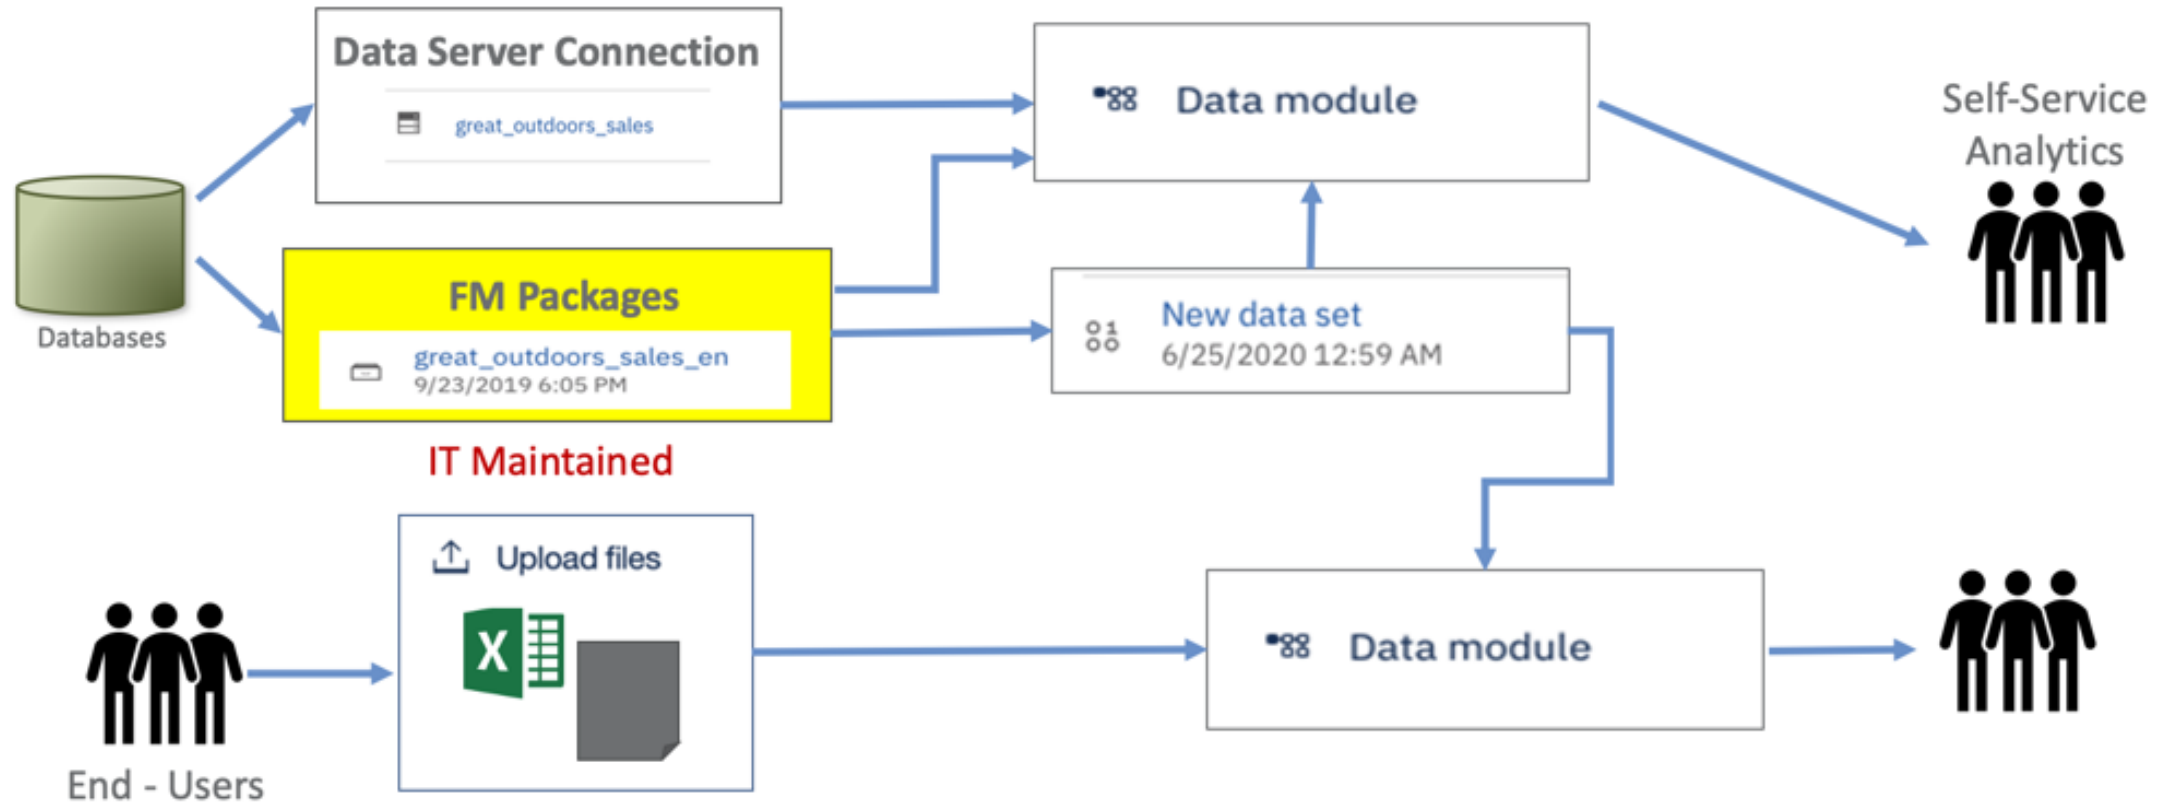 Data Server Connection
great_outdoors_sales
Data module
Self-Service
Analytics
Databases
FM Packages
great_outdoors_sales_en
9/23/2019 6:05 PM
New data set
6/25/2020 12:59 AM
IT Maintained
Upload files
X
Data module
End - Users